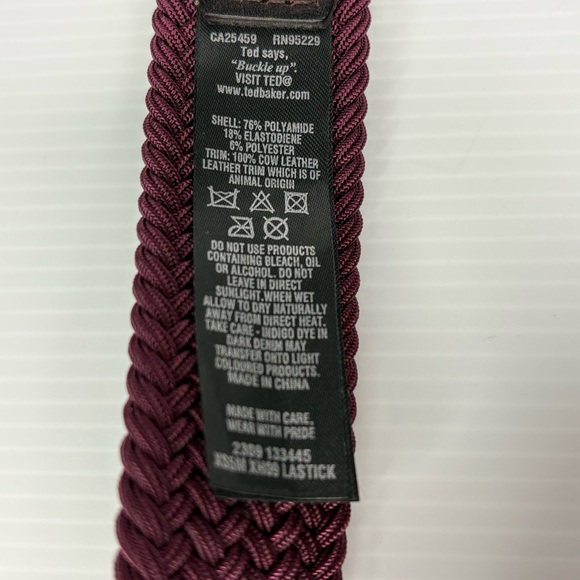 CA25459 RN95229
Ted says,
"Buckle up".
VISIT TED@
www.tedbaker.com
SHELL: 76% POLYAMIDE
18% ELASTODIENE
6% POLYESTER
TRIM: 100% COW LEATHER
LEATHER TRIM WHICH IS OF
ANIMAL ORIGIN
DO NOT USE PRODUCTS
CONTAINING BLEACH, OIL
OR ALCOHOL. DO NOT
LEAVE IN DIRECT
SUNLIGHT.WHEN WET
ALLOW TO DRY NATURALLY
AWAY FROM DIRECT HEAT.
TAKE CARE - INDIGO DYE IN
DARK DENIM MAY
TRANSFER ONTO LIGHT
COLOURED PRODUCTS.
MADE IN CHINA
MADE WITH CARE.
WEAR WITH PRIDE
2309 133445
LASTICK